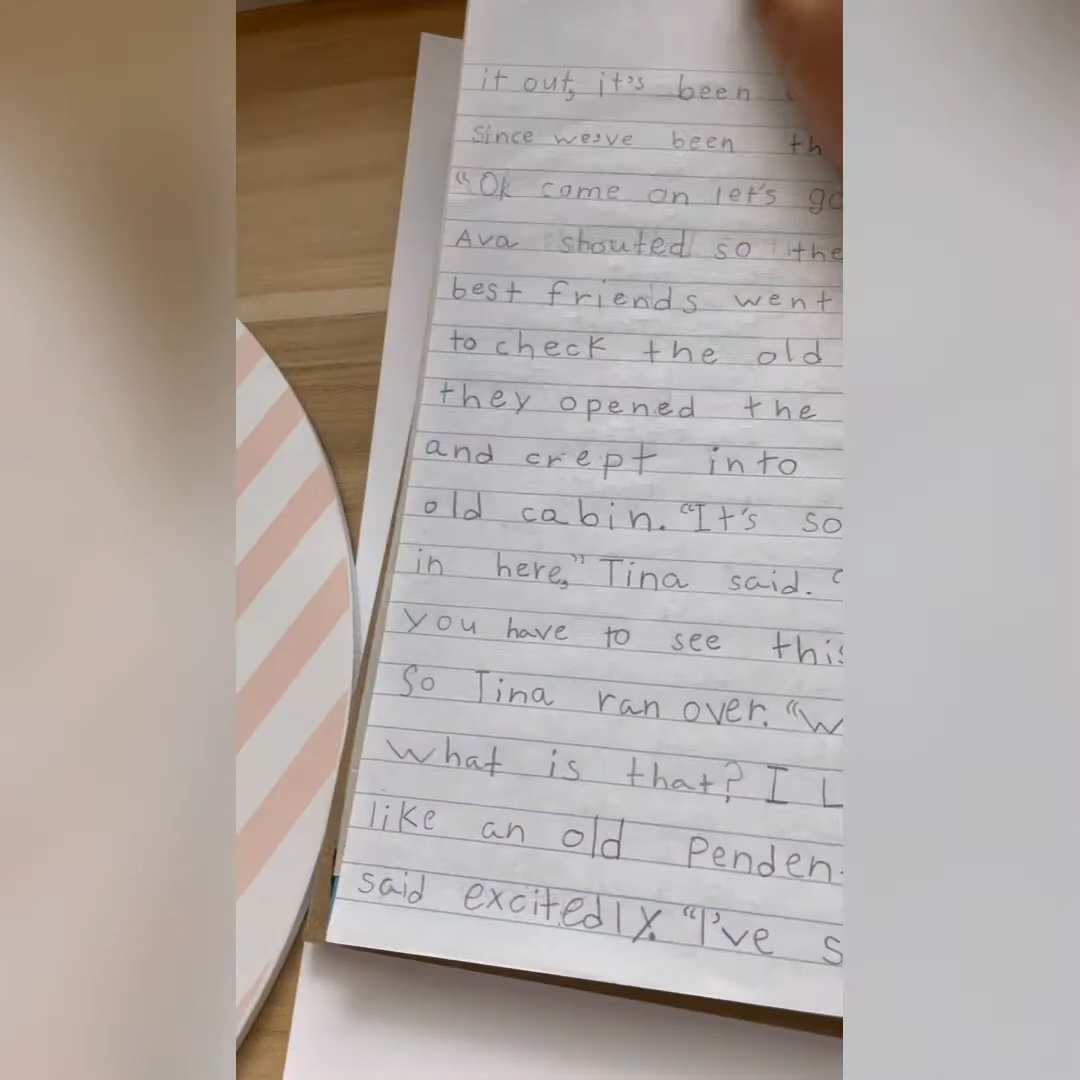 it out, it's been
since we've been
"Ok come on let's
Ava shouted so
best friends went
to check the old
they opened the
and crept into
old cabin. "It's so
in here," Tina said.
you have to see
So Tina ran over.
What is that? I
like an old
said excitedly. "I've